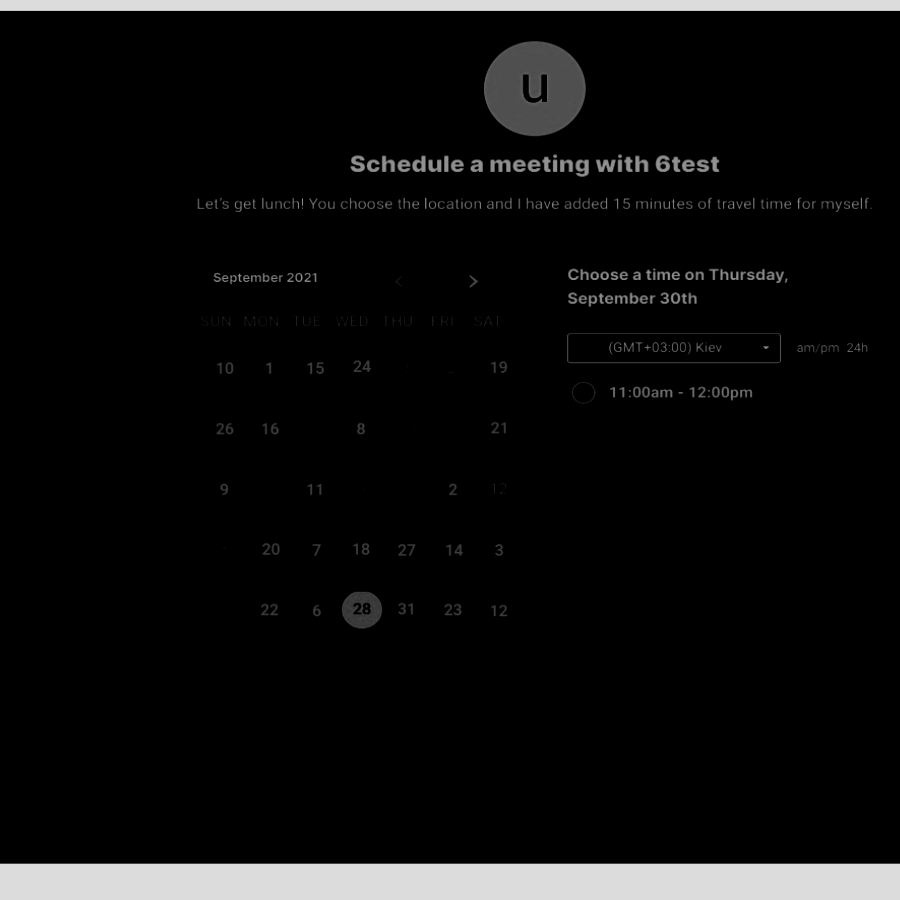 u
Schedule a meeting with 6test
Let's get lunch! You choose the location and I have added 15 minutes of travel time for myself.
September 2021
SUN MON TUE WED THU FRI SAT
10 1 15 24 19
26 16 8 21
9 11 2 12
20 7 18 27 14 3
22 6 28 31 23 12
Choose a time on Thursday,
September 30th
(GMT+03:00) Kiev am/pm 24h
11:00am - 12:00pm